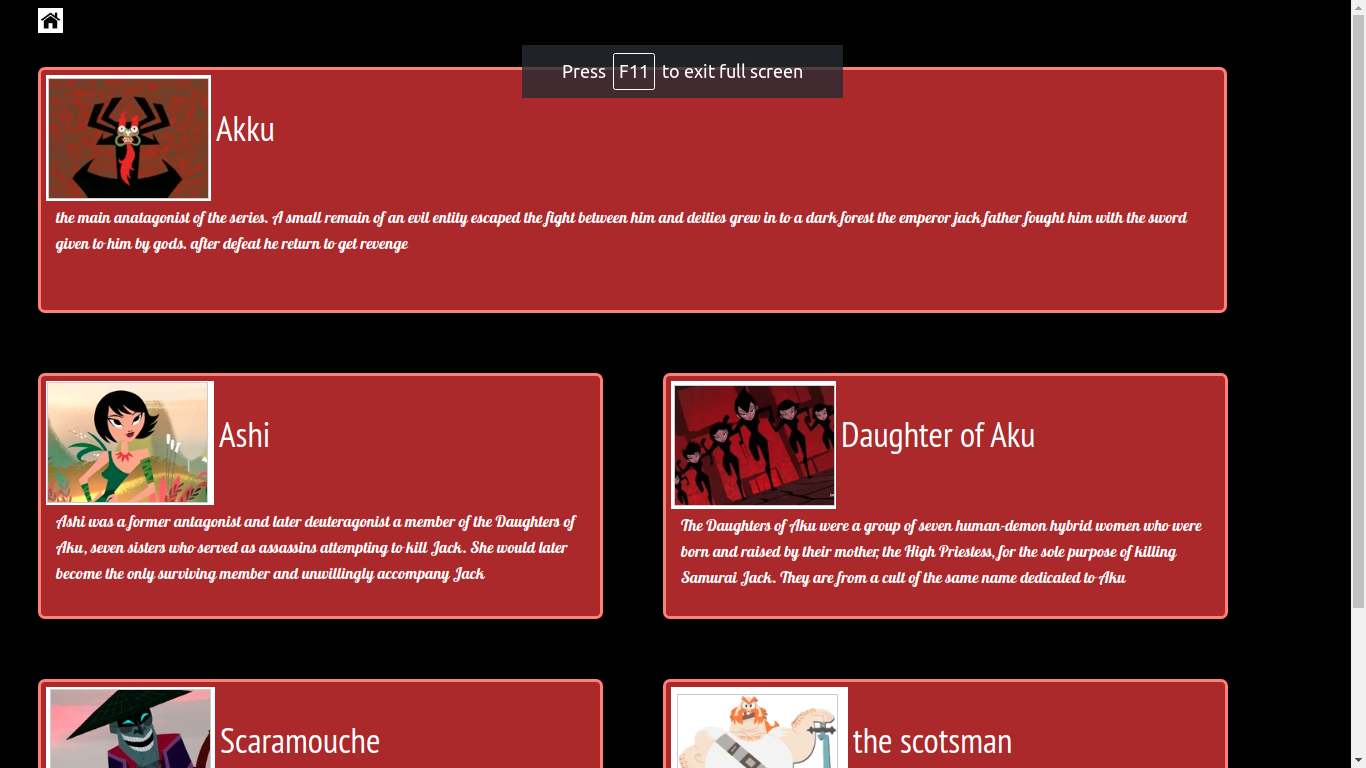 Press F11 to exit full screen
Akku
the main anatagonist of the series. A small remain of an evil entity escaped the fight between him and deities grew in to a dark forest the emperor jack father fought him with the sword
given to him by gods. after defeat he return to get revenge
Ashi
Ashi was a former antagonist and later deuteragonist a member of the Daughters of
Aku, seven sisters who served as assassins attempting to kill Jack. She would later
become the only surviving member and unwillingly accompany Jack
Daughter of Aku
The Daughters of Aku were a group of seven human-demon hybrid women who were
born and raised by their mother, the High Priestess, for the sole purpose of killing
Samurai Jack. They are from a cult of the same name dedicated to Aku
Scaramouche
the scotsman